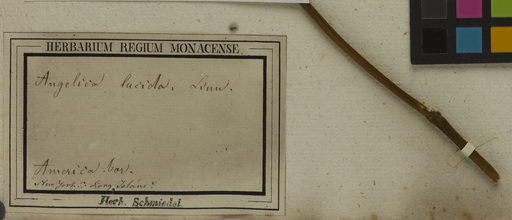 HERBARIUM REGIUM MONACENSE.
Angelica lucida. Linn.
America bor.
(New York.: Long Island?
Herb. Schmiedel.